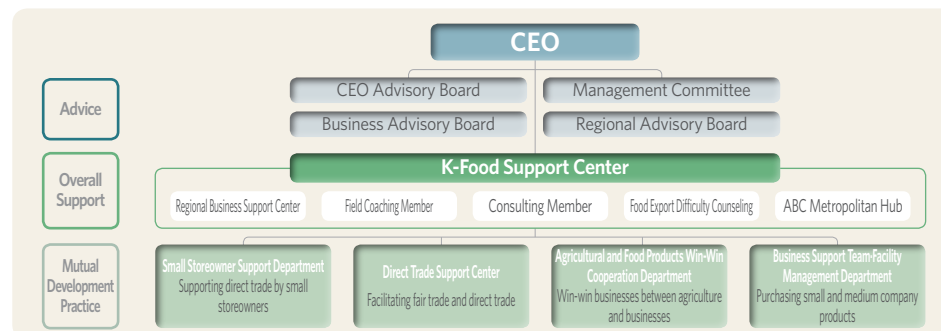 CEO
Advice
CEO Advisory Board
Management Committee
Business Advisory Board
Regional Advisory Board
Overall
Support
K-Food Support Center
Regional Business Support Center
Field Coaching Member
Consulting Member
Food Export Difficulty Counseling
ABC Metropolitan Hub
Mutual
Development
Practice
Small Storeowner Support Department
Supporting direct trade by small
storeowners
Direct Trade Support Center
Facilitating fair trade and direct trade
Agricultural and Food Products Win-Win
Cooperation Department
Win-win businesses between agriculture
and businesses
Business Support Team-Facility
Management Department
Purchasing small and medium company
products